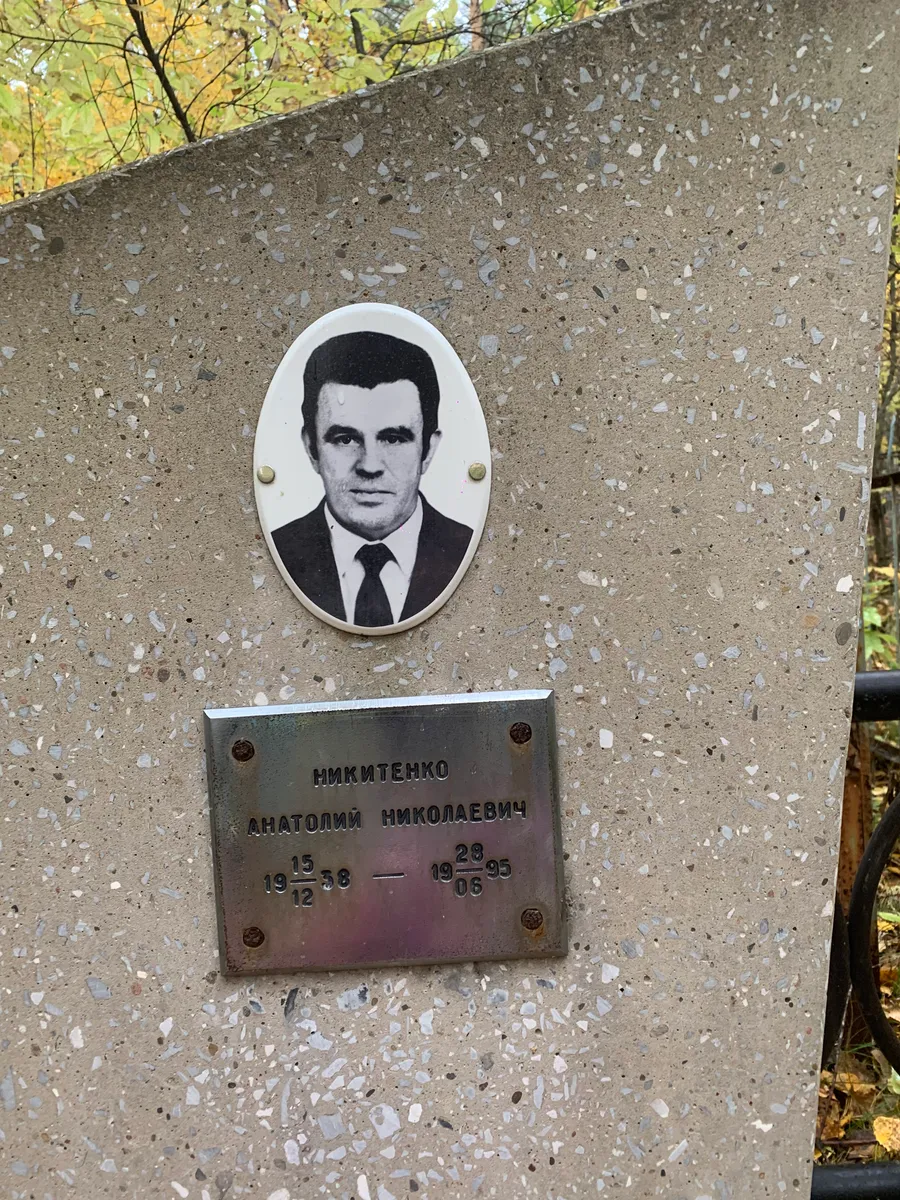 НИКИТЕНКО
АНАТОЛИЙ НИКОЛАЕВИЧ
19 15/12 38 — 19 28/06 95